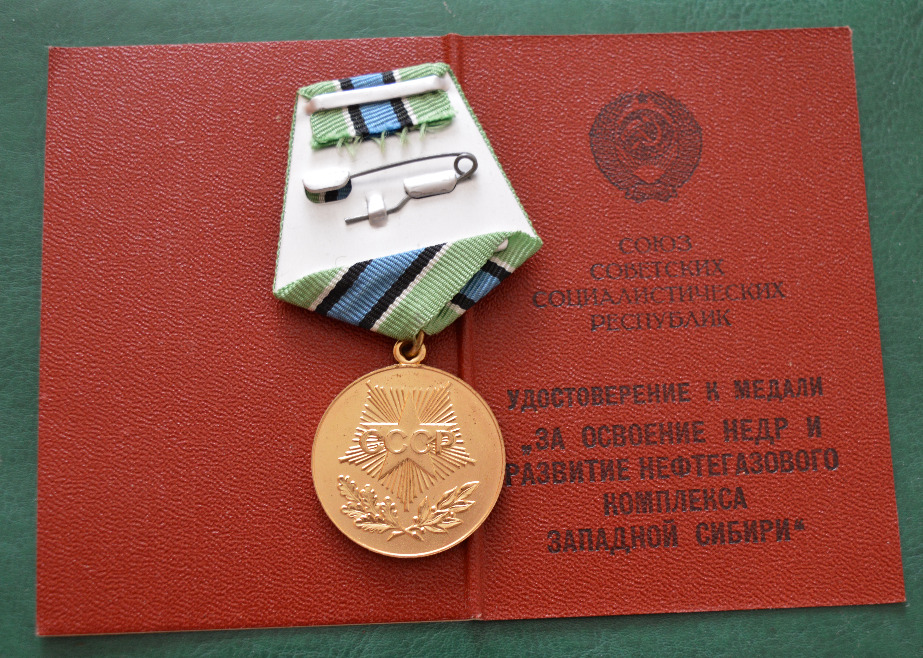 СССР
СОЮЗ
СОВЕТСКИХ
СОЦИАЛИСТИЧЕСКИХ
РЕСПУБЛИК
УДОСТОВЕРЕНИЕ К МЕДАЛИ
„ЗА ОСВОЕНИЕ НЕДР И
РАЗВИТИЕ НЕФТЕГАЗОВОГО
КОМПЛЕКСА
ЗАПАДНОЙ СИБИРИ“